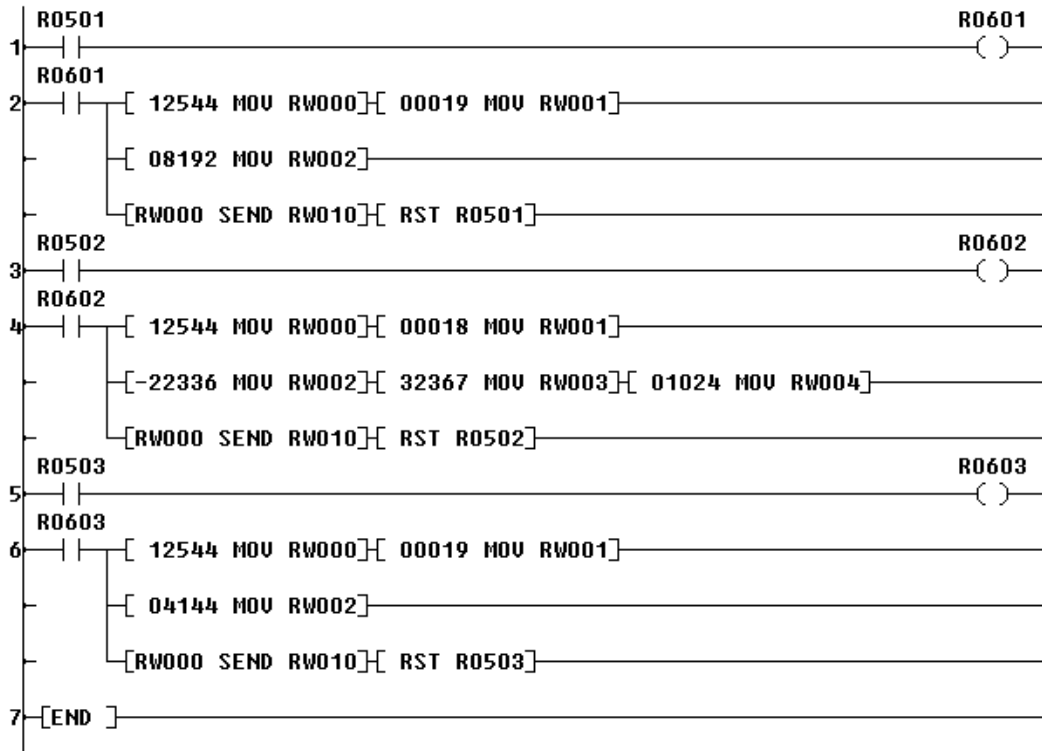 R0501 R0601
1
R0601
2 [ 12544 MOV RW000] [ 00019 MOV RW001]
[ 08192 MOV RW002]
[RW000 SEND RW010] [ RST R0501]
R0502 R0602
3
R0602
4 [ 12544 MOV RW000] [ 00018 MOV RW001]
[-22336 MOV RW002] [ 32367 MOV RW003] [ 01024 MOV RW004]
[RW000 SEND RW010] [ RST R0502]
R0503 R0603
5
R0603
6 [ 12544 MOV RW000] [ 00019 MOV RW001]
[ 04144 MOV RW002]
[RW000 SEND RW010] [ RST R0503]
7 [END ]